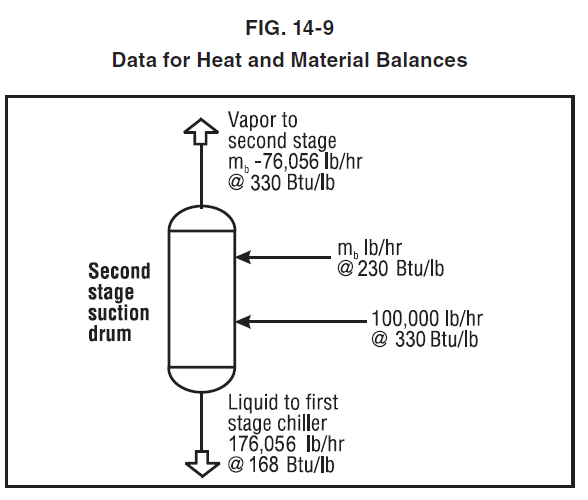 FIG. 14-9
Data for Heat and Material Balances
Vapor to
second stage
m_b -76,056 lb/hr
@ 330 Btu/lb
m_b lb/hr
@ 230 Btu/lb
Second
stage
suction
drum
100,000 lb/hr
@ 330 Btu/lb
Liquid to first
stage chiller
176,056 lb/hr
@ 168 Btu/lb